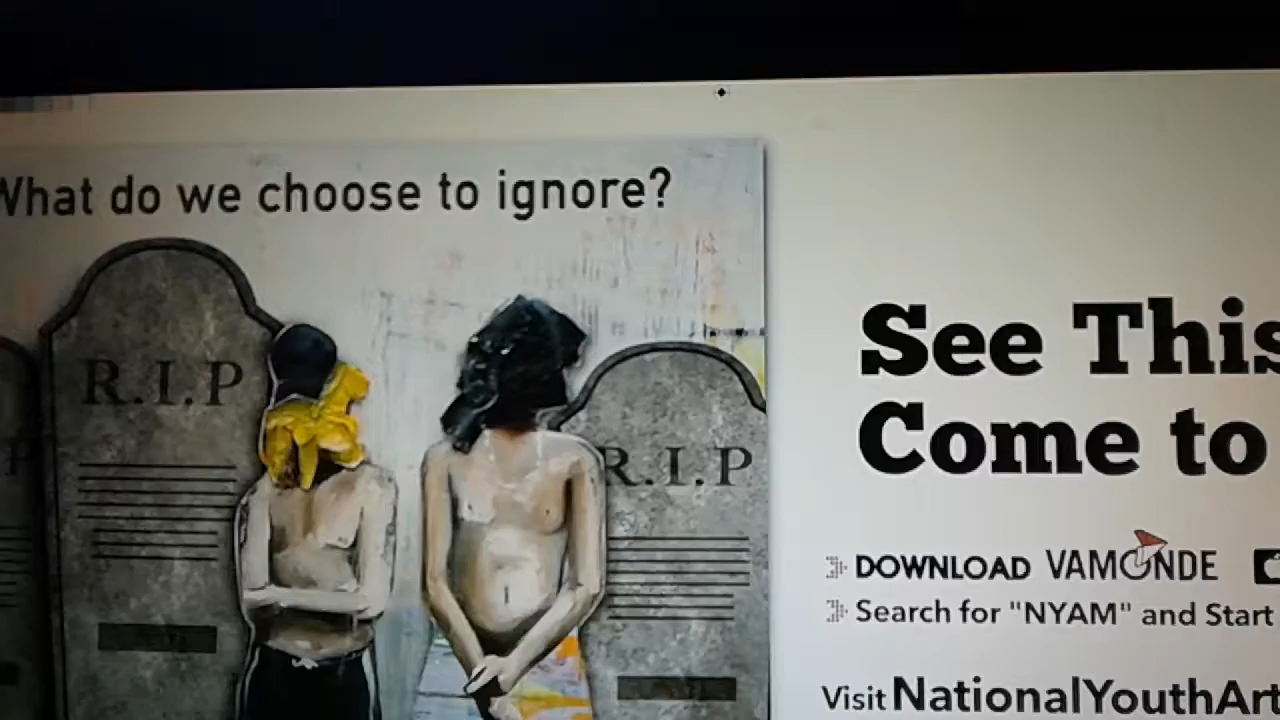 What do we choose to ignore?
R.I.P
R.I.P
See This
Come to
DOWNLOAD VAMONDE
Search for "NYAM" and Start
Visit NationalYouthArt